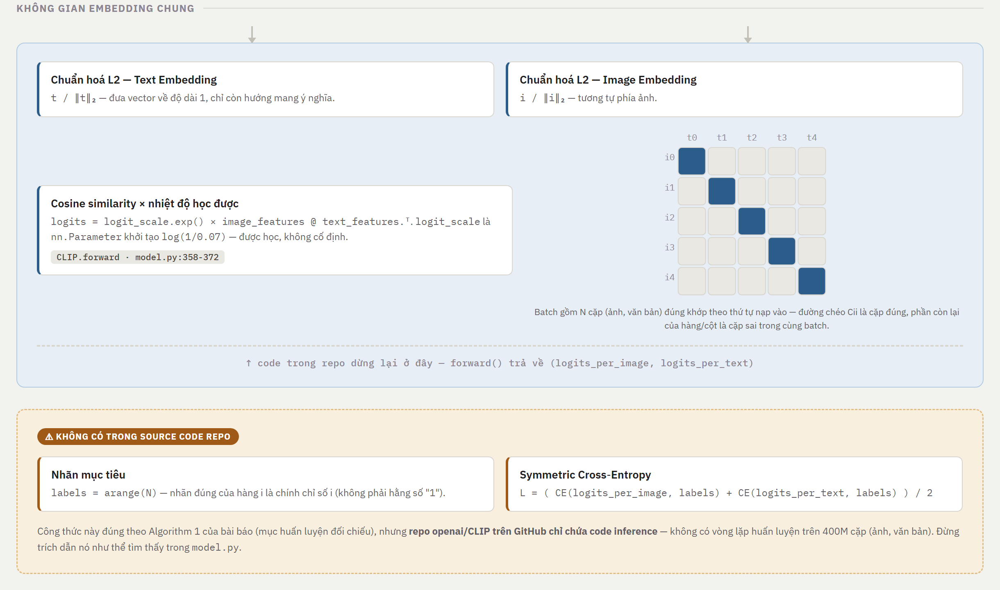 KHÔNG GIAN EMBEDDING CHUNG
Chuẩn hoá L2 — Text Embedding
t / ‖t‖₂ — đưa vector về độ dài 1, chỉ còn hướng mang ý nghĩa.
Chuẩn hoá L2 — Image Embedding
i / ‖i‖₂ — tương tự phía ảnh.
Cosine similarity × nhiệt độ học được
logits = logit_scale.exp() × image_features @ text_features.ᵀ. logit_scale là
nn.Parameter khởi tạo log(1/0.07) — được học, không cố định.
CLIP.forward · model.py:358-372
t0 t1 t2 t3 t4
i0
i1
i2
i3
i4
Batch gồm N cặp (ảnh, văn bản) đúng khớp theo thứ tự nạp vào — đường chéo Cii là cặp đúng, phần còn lại
của hàng/cột là cặp sai trong cùng batch.
↑ code trong repo dừng lại ở đây — forward() trả về (logits_per_image, logits_per_text)
⚠ KHÔNG CÓ TRONG SOURCE CODE REPO
Nhãn mục tiêu
labels = arange(N) — nhãn đúng của hàng i là chính chỉ số i (không phải hằng số "1").
Symmetric Cross-Entropy
L = ( CE(logits_per_image, labels) + CE(logits_per_text, labels) ) / 2
Công thức này đúng theo Algorithm 1 của bài báo (mục huấn luyện đối chiếu), nhưng repo openai/CLIP trên GitHub chỉ chứa code inference — không có vòng lặp huấn luyện trên 400M cặp (ảnh, văn bản). Đừng
trích dẫn nó như thể tìm thấy trong model.py.